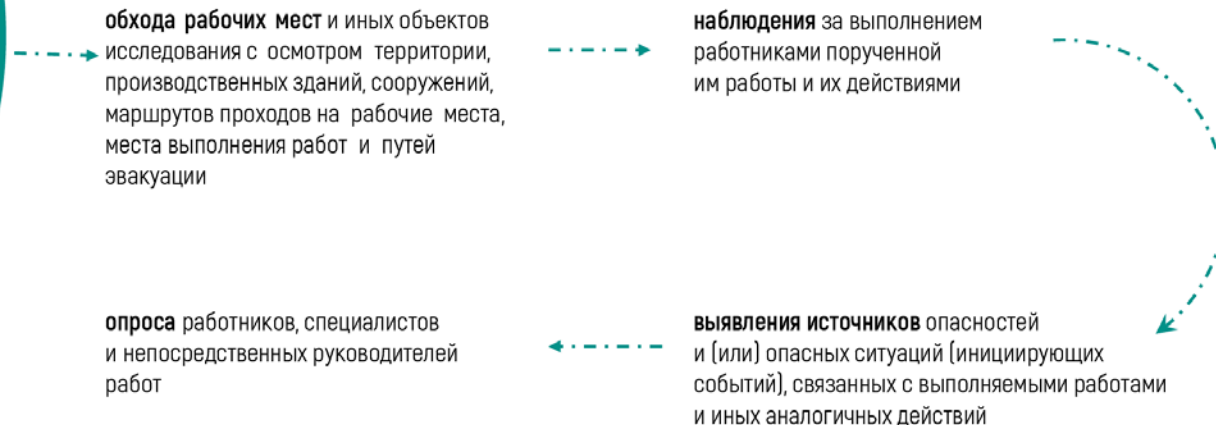 обхода рабочих мест и иных объектов
исследования с осмотром территории,
производственных зданий, сооружений,
маршрутов проходов на рабочие места,
места выполнения работ и путей
эвакуации
наблюдения за выполнением
работниками порученной
им работы и их действиями
выявления источников опасностей
и (или) опасных ситуаций (инициирующих
событий), связанных с выполняемыми работами
и иных аналогичных действий
опроса работников, специалистов
и непосредственных руководителей
работ